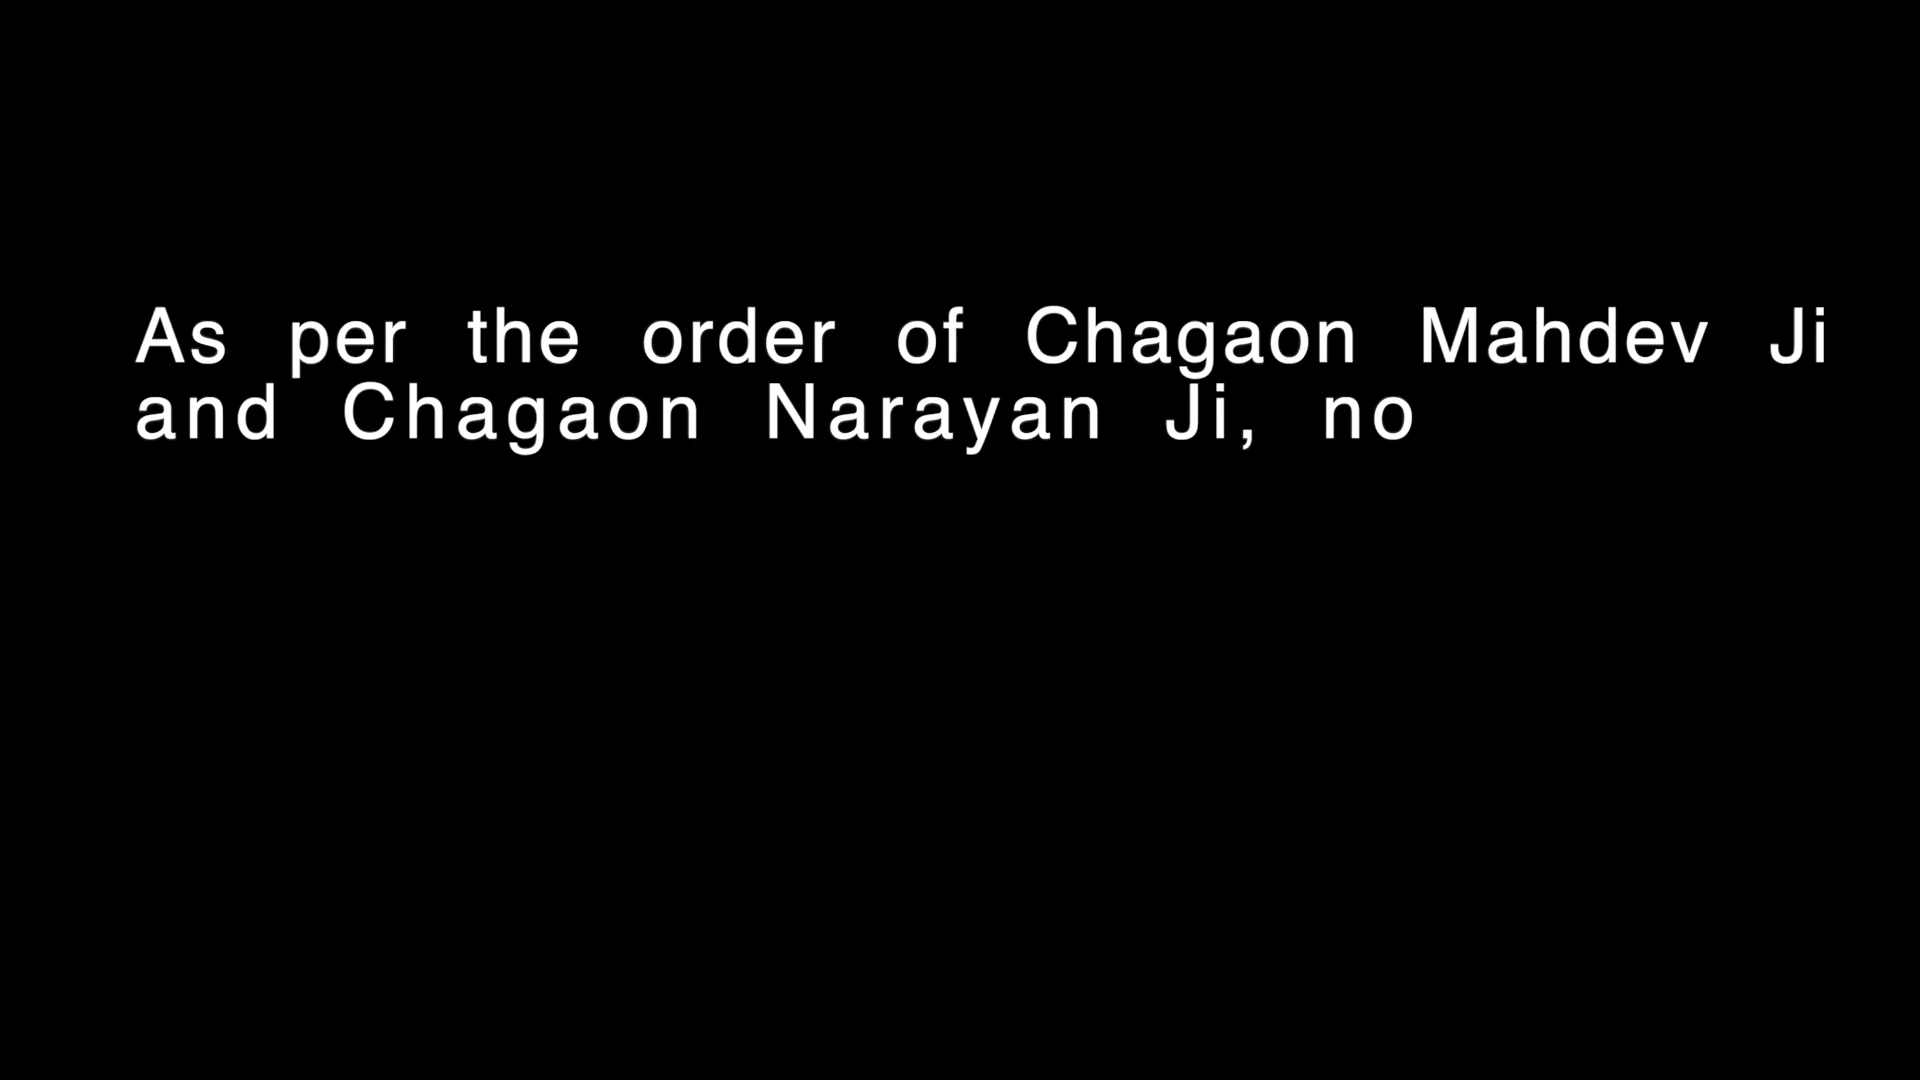 As per the order of Chagaon Mahdev Ji
and Chagaon Narayan Ji, no